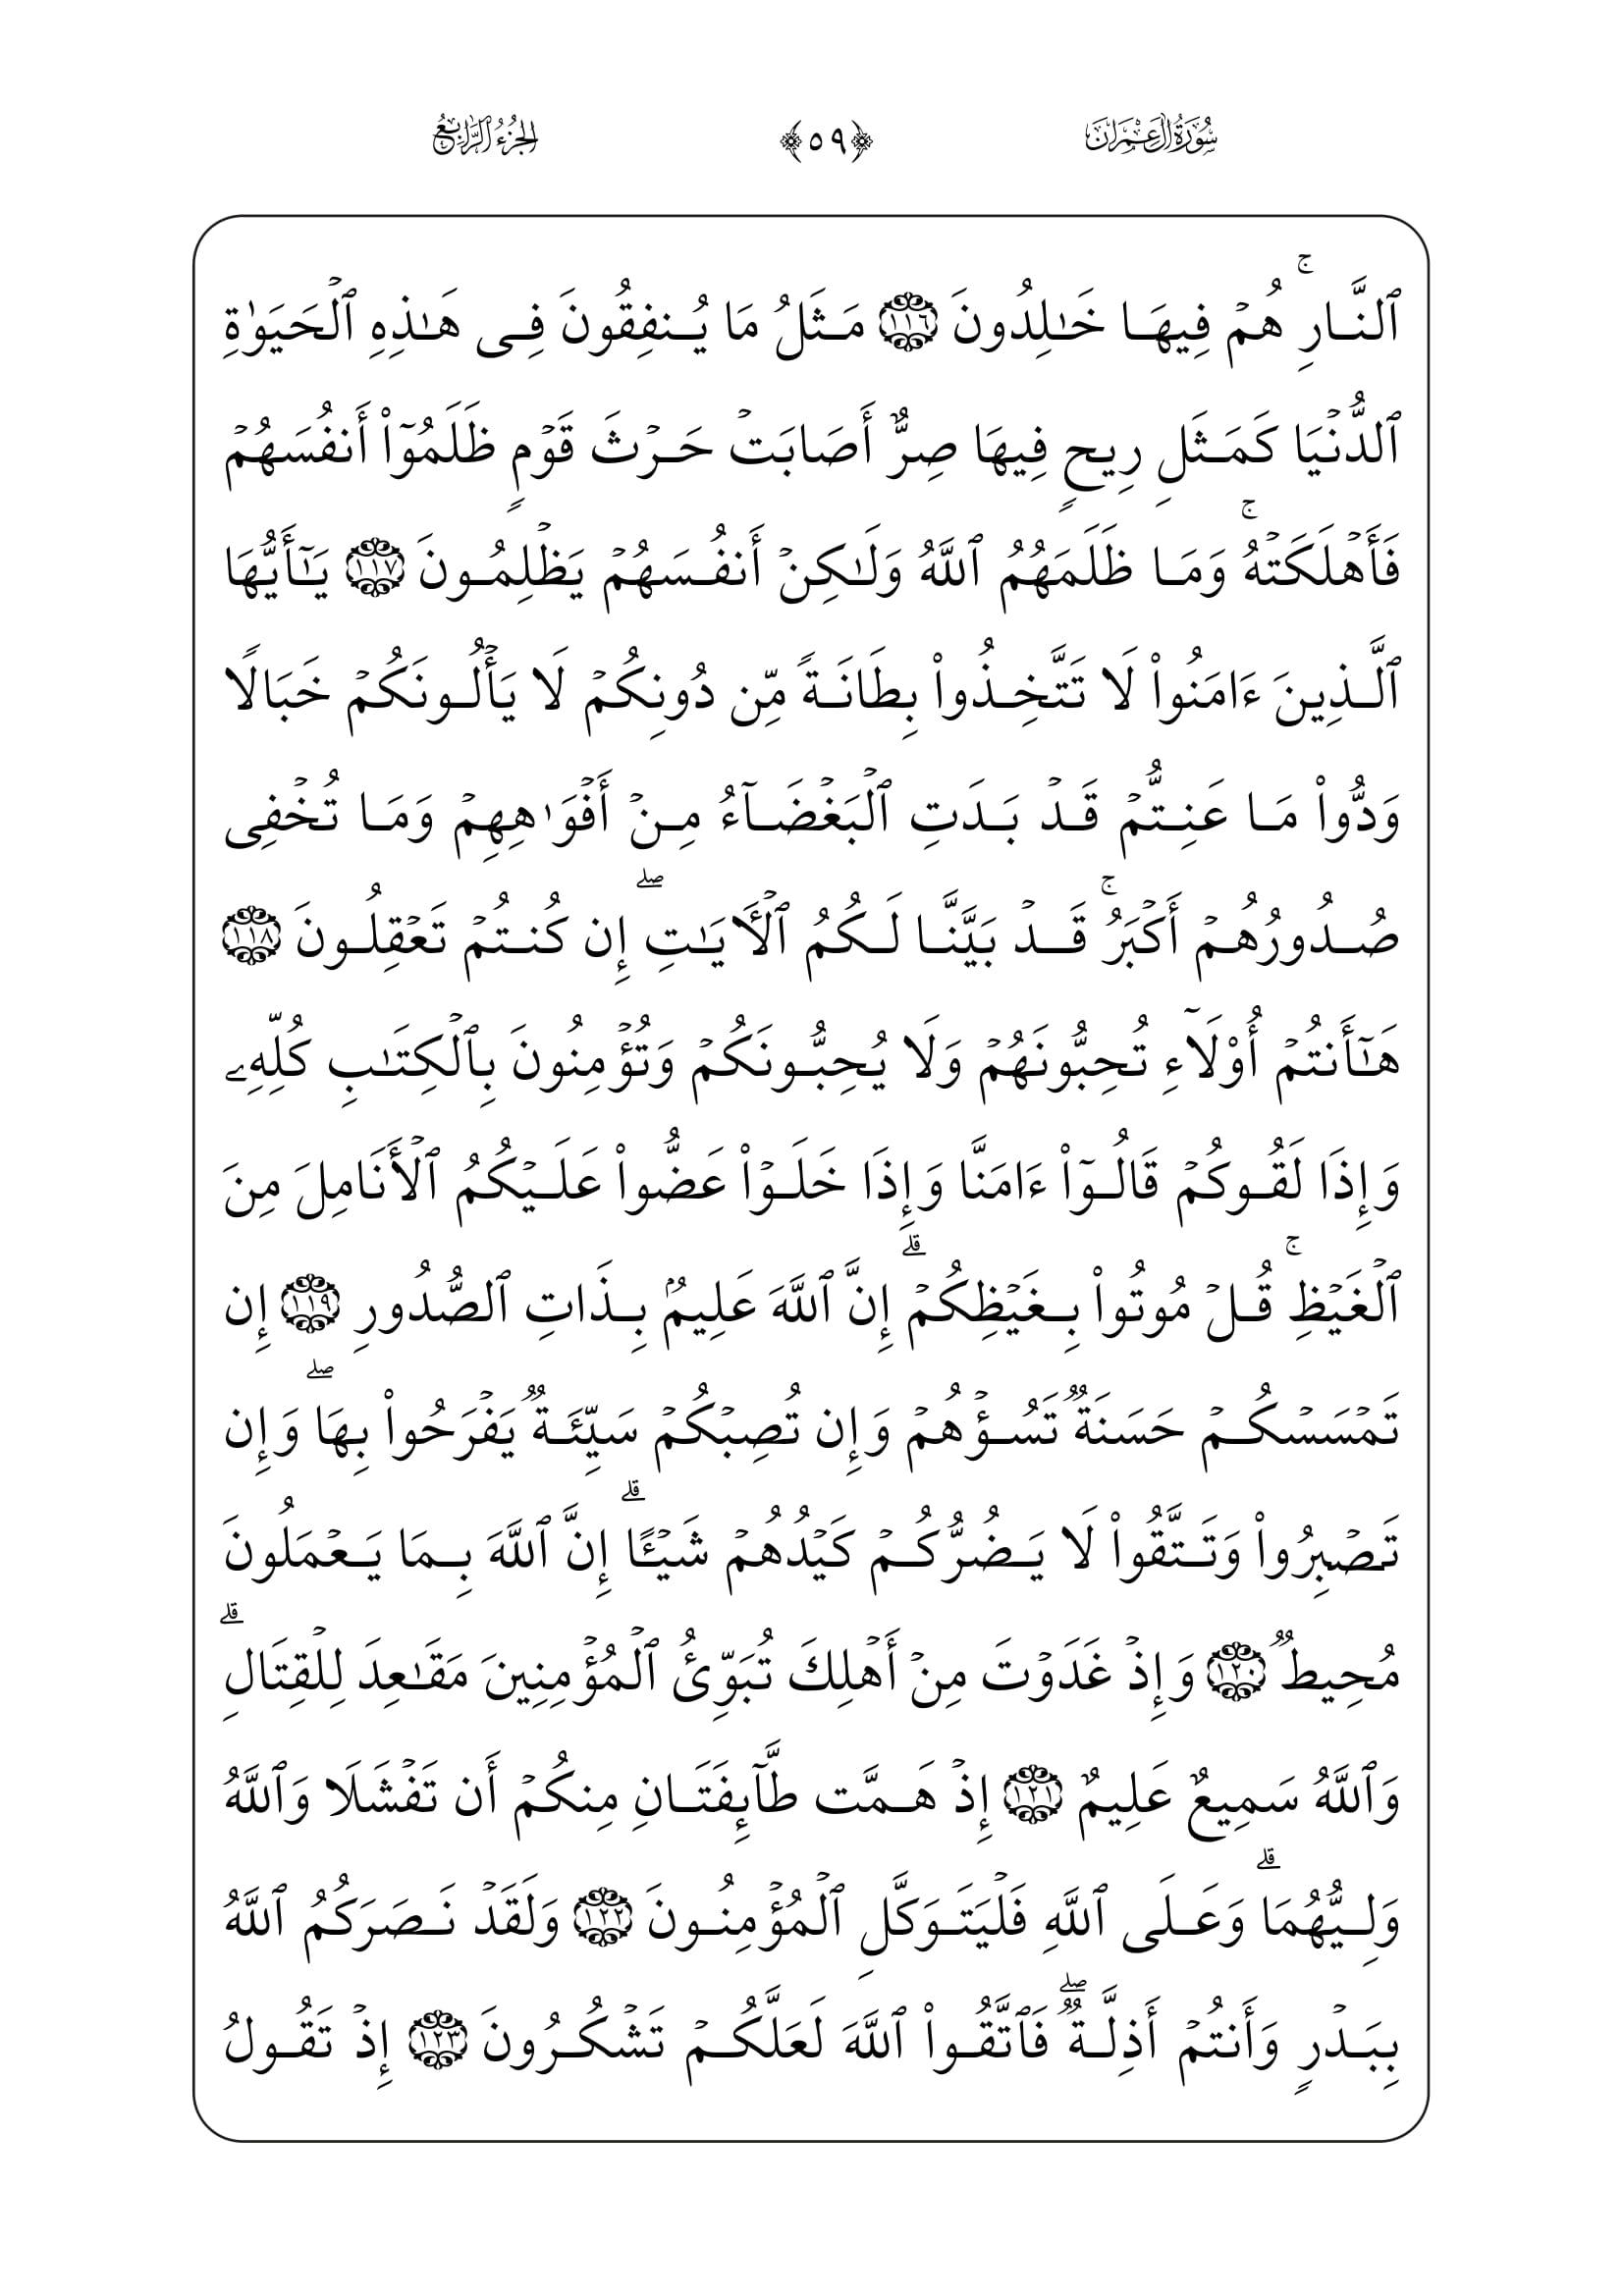 سُورَةُ آلِ عِمْرَانَ ﴿٥٩﴾ الجُزْءُ الرَّابِعُ
ٱلنَّارِۚ هُمۡ فِيهَا خَٰلِدُونَ ١١٦ مَثَلُ مَا يُنفِقُونَ فِي هَٰذِهِ ٱلۡحَيَوٰةِ
ٱلدُّنۡيَا كَمَثَلِ رِيحٖ فِيهَا صِرٌّ أَصَابَتۡ حَرۡثَ قَوۡمٖ ظَلَمُوٓاْ أَنفُسَهُمۡ
فَأَهۡلَكَتۡهُۚ وَمَا ظَلَمَهُمُ ٱللَّهُ وَلَٰكِنۡ أَنفُسَهُمۡ يَظۡلِمُونَ ١١٧ يَٰٓأَيُّهَا
ٱلَّذِينَ ءَامَنُواْ لَا تَتَّخِذُواْ بِطَانَةٗ مِّن دُونِكُمۡ لَا يَأۡلُونَكُمۡ خَبَالٗا
وَدُّواْ مَا عَنِتُّمۡ قَدۡ بَدَتِ ٱلۡبَغۡضَآءُ مِنۡ أَفۡوَٰهِهِمۡ وَمَا تُخۡفِي
صُدُورُهُمۡ أَكۡبَرُۚ قَدۡ بَيَّنَّا لَكُمُ ٱلۡأٓيَٰتِۖ إِن كُنتُمۡ تَعۡقِلُونَ ١١٨
هَٰٓأَنتُمۡ أُوْلَآءِ تُحِبُّونَهُمۡ وَلَا يُحِبُّونَكُمۡ وَتُؤۡمِنُونَ بِٱلۡكِتَٰبِ كُلِّهِۦ
وَإِذَا لَقُوكُمۡ قَالُوٓاْ ءَامَنَّا وَإِذَا خَلَوۡاْ عَضُّواْ عَلَيۡكُمُ ٱلۡأَنَامِلَ مِنَ
ٱلۡغَيۡظِۚ قُلۡ مُوتُواْ بِغَيۡظِكُمۡۗ إِنَّ ٱللَّهَ عَلِيمُۢ بِذَاتِ ٱلصُّدُورِ ١١٩ إِن
تَمۡسَسۡكُمۡ حَسَنَةٞ تَسُؤۡهُمۡ وَإِن تُصِبۡكُمۡ سَيِّئَةٞ يَفۡرَحُواْ بِهَاۖ وَإِن
تَصۡبِرُواْ وَتَتَّقُواْ لَا يَضُرُّكُمۡ كَيۡدُهُمۡ شَيۡـًٔاۗ إِنَّ ٱللَّهَ بِمَا يَعۡمَلُونَ
مُحِيطٞ ١٢٠ وَإِذۡ غَدَوۡتَ مِنۡ أَهۡلِكَ تُبَوِّئُ ٱلۡمُؤۡمِنِينَ مَقَٰعِدَ لِلۡقِتَالِۗ
وَٱللَّهُ سَمِيعٌ عَلِيمٌ ١٢١ إِذۡ هَمَّت طَّآئِفَتَانِ مِنكُمۡ أَن تَفۡشَلَا وَٱللَّهُ
وَلِيُّهُمَاۗ وَعَلَى ٱللَّهِ فَلۡيَتَوَكَّلِ ٱلۡمُؤۡمِنُونَ ١٢٢ وَلَقَدۡ نَصَرَكُمُ ٱللَّهُ
بِبَدۡرٖ وَأَنتُمۡ أَذِلَّةٞۖ فَٱتَّقُواْ ٱللَّهَ لَعَلَّكُمۡ تَشۡكُرُونَ ١٢٣ إِذۡ تَقُولُ